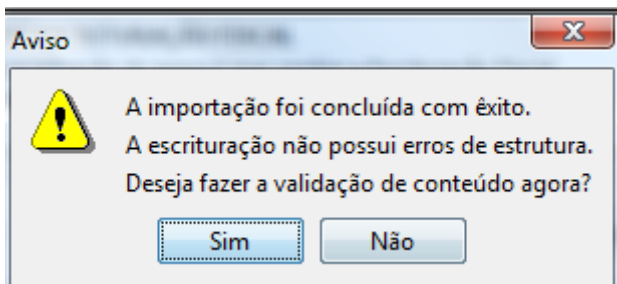 Aviso
A importação foi concluída com êxito.
A escrituração não possui erros de estrutura.
Deseja fazer a validação de conteúdo agora?
Sim
Não